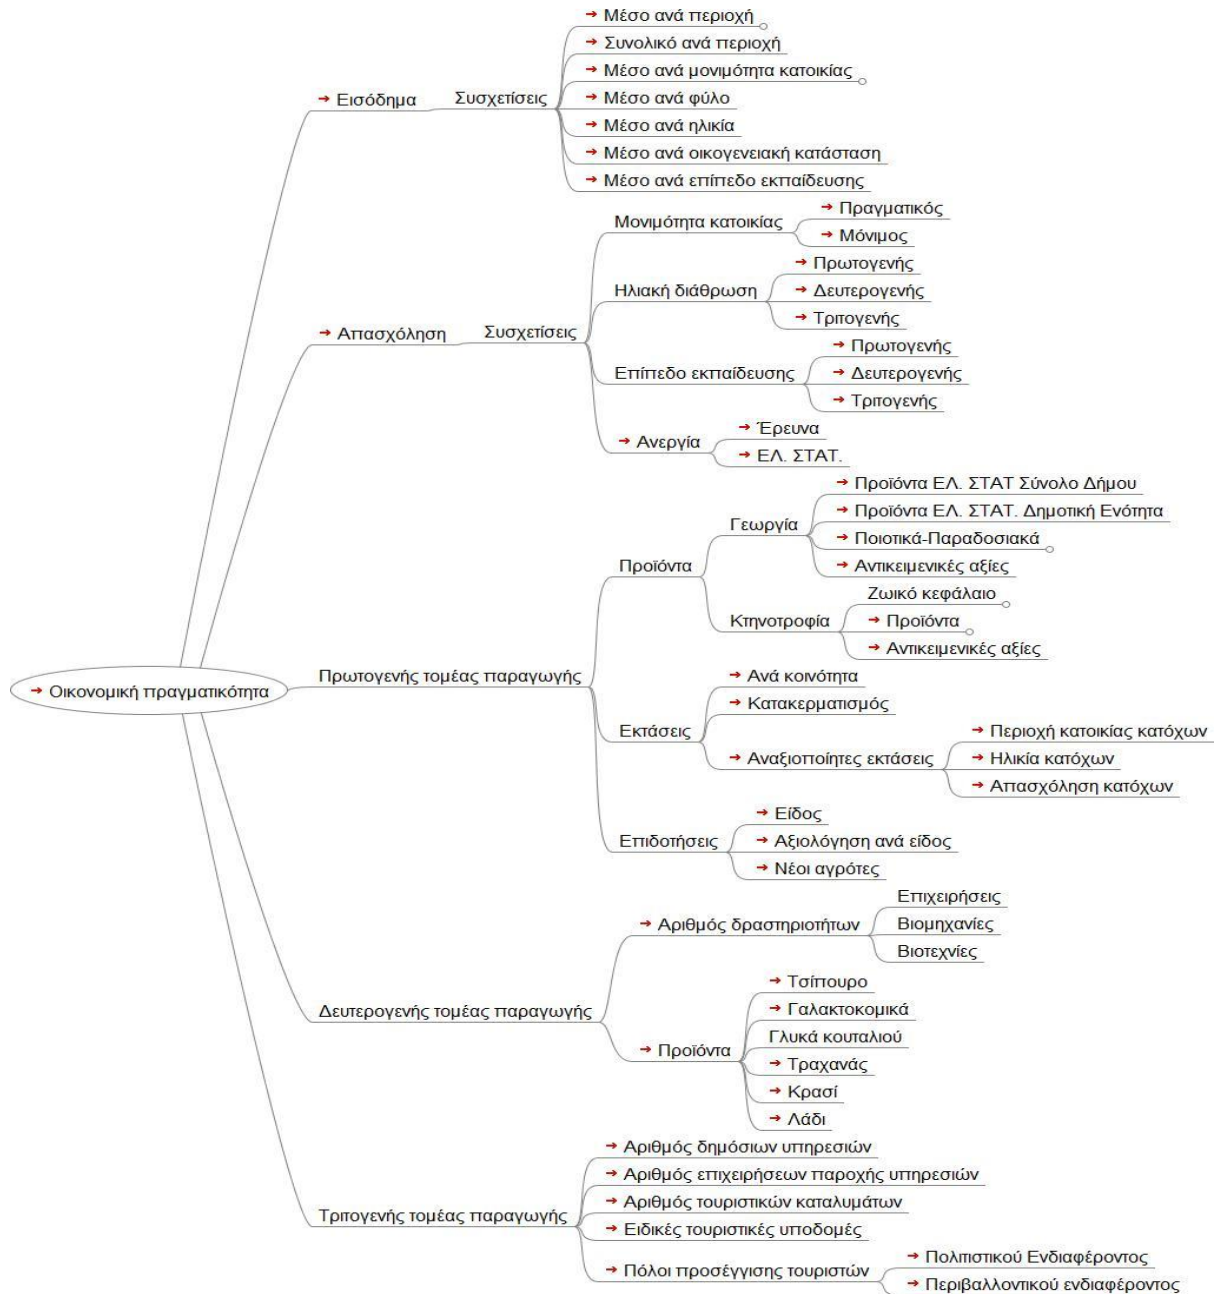 Μέσο ανά περιοχή
Συνολικό ανά περιοχή
Μέσο ανά μονιμότητα κατοικίας
Εισόδημα
Συσχετίσεις
Μέσο ανά φύλο
Μέσο ανά ηλικία
Μέσο ανά οικογενειακή κατάσταση
Μέσο ανά επίπεδο εκπαίδευσης
Απασχόληση
Συσχετίσεις
Μονιμότητα κατοικίας
Πραγματικός
Μόνιμος
Ηλιακή διάθρωση
Πρωτογενής
Δευτερογενής
Τριτογενής
Επίπεδο εκπαίδευσης
Πρωτογενής
Δευτερογενής
Τριτογενής
Ανεργία
Έρευνα
ΕΛ. ΣΤΑΤ.
Οικονομική πραγματικότητα
Πρωτογενής τομέας παραγωγής
Προϊόντα
Γεωργία
Προϊόντα ΕΛ. ΣΤΑΤ Σύνολο Δήμου
Προϊόντα ΕΛ. ΣΤΑΤ. Δημοτική Ενότητα
Ποιοτικά-Παραδοσιακά
Αντικειμενικές αξίες
Κτηνοτροφία
Ζωικό κεφάλαιο
Προϊόντα
Αντικειμενικές αξίες
Εκτάσεις
Ανά κοινότητα
Κατακερματισμός
Αναξιοποίητες εκτάσεις
Περιοχή κατοικίας κατόχων
Ηλικία κατόχων
Απασχόληση κατόχων
Επιδοτήσεις
Είδος
Αξιολόγηση ανά είδος
Νέοι αγρότες
Δευτερογενής τομέας παραγωγής
Αριθμός δραστηριοτήτων
Επιχειρήσεις
Βιομηχανίες
Βιοτεχνίες
Προϊόντα
Τσίπουρο
Γαλακτοκομικά
Γλυκά κουταλιού
Τραχανάς
Κρασί
Λάδι
Τριτογενής τομέας παραγωγής
Αριθμός δημόσιων υπηρεσιών
Αριθμός επιχειρήσεων παροχής υπηρεσιών
Αριθμός τουριστικών καταλυμάτων
Ειδικές τουριστικές υποδομές
Πόλοι προσέγγισης τουριστών
Πολιτιστικού Ενδιαφέροντος
Περιβαλλοντικού ενδιαφέροντος